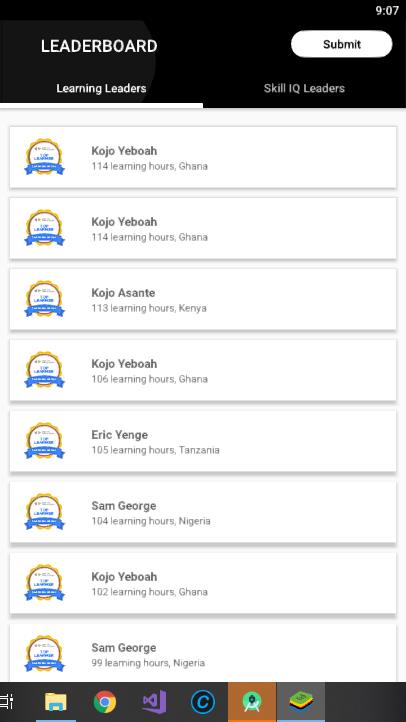 9:07
LEADERBOARD
Submit
Learning Leaders
Skill IQ Leaders
TOP
LEARNER
Kojo Yeboah
114 learning hours, Ghana
TOP
LEARNER
Kojo Yeboah
114 learning hours, Ghana
TOP
LEARNER
Kojo Asante
113 learning hours, Kenya
TOP
LEARNER
Kojo Yeboah
106 learning hours, Ghana
TOP
LEARNER
Eric Yenge
105 learning hours, Tanzania
TOP
LEARNER
Sam George
104 learning hours, Nigeria
TOP
LEARNER
Kojo Yeboah
102 learning hours, Ghana
TOP
LEARNER
Sam George
99 learning hours, Nigeria